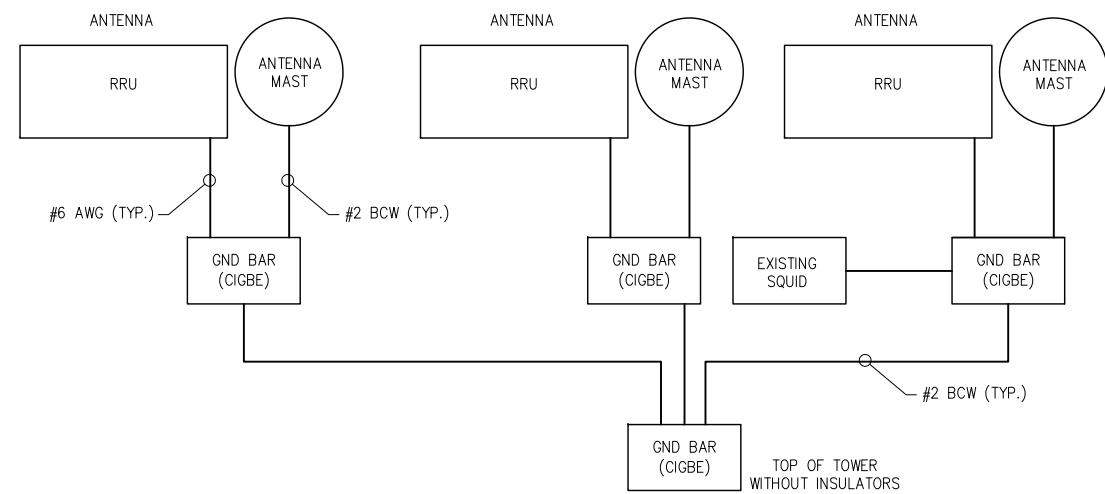 ANTENNA
ANTENNA
ANTENNA
RRU
ANTENNA
MAST
RRU
ANTENNA
MAST
RRU
ANTENNA
MAST
#6 AWG (TYP.)
#2 BCW (TYP.)
GND BAR
(CIGBE)
GND BAR
(CIGBE)
EXISTING
SQUID
GND BAR
(CIGBE)
#2 BCW (TYP.)
GND BAR
(CIGBE)
TOP OF TOWER
WITHOUT INSULATORS